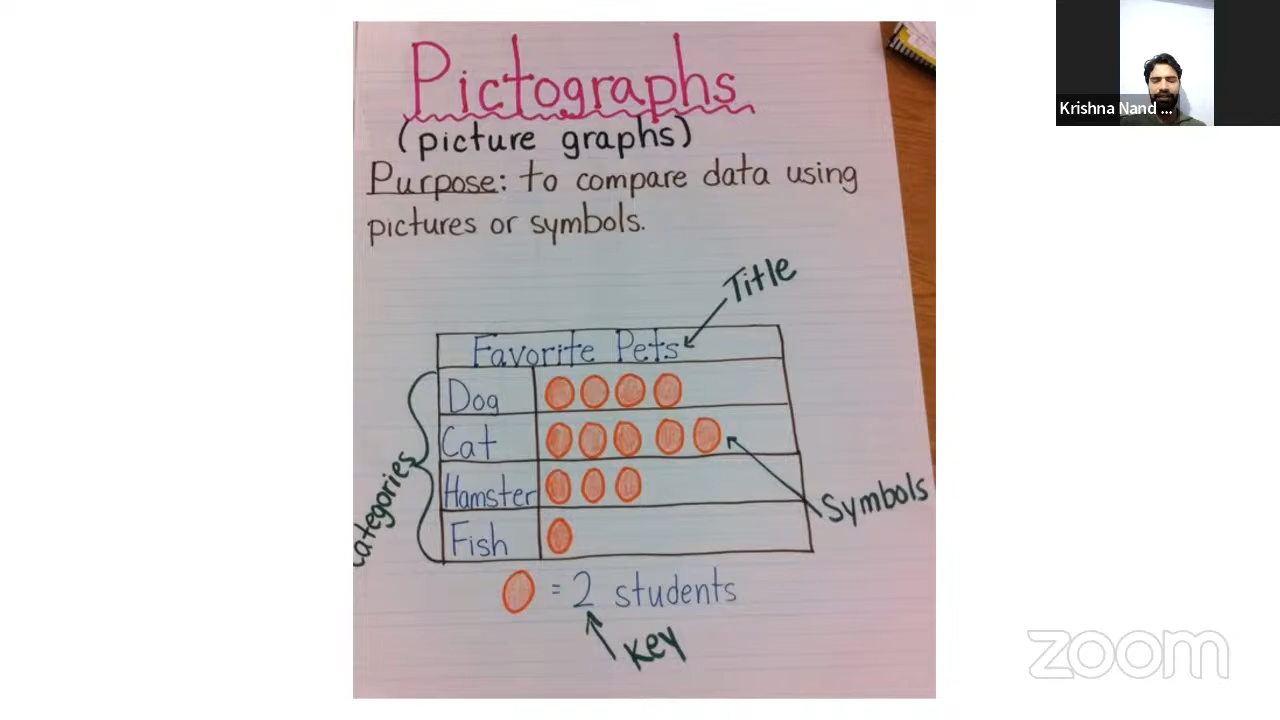 Pictographs
(picture graphs)
Purpose: to compare data using
pictures or symbols.
Title
Favorite Pets
Dog
Cat
Hamster
Fish
Categories
Symbols
= 2 students
Key
Krishna Nand ...
zoom